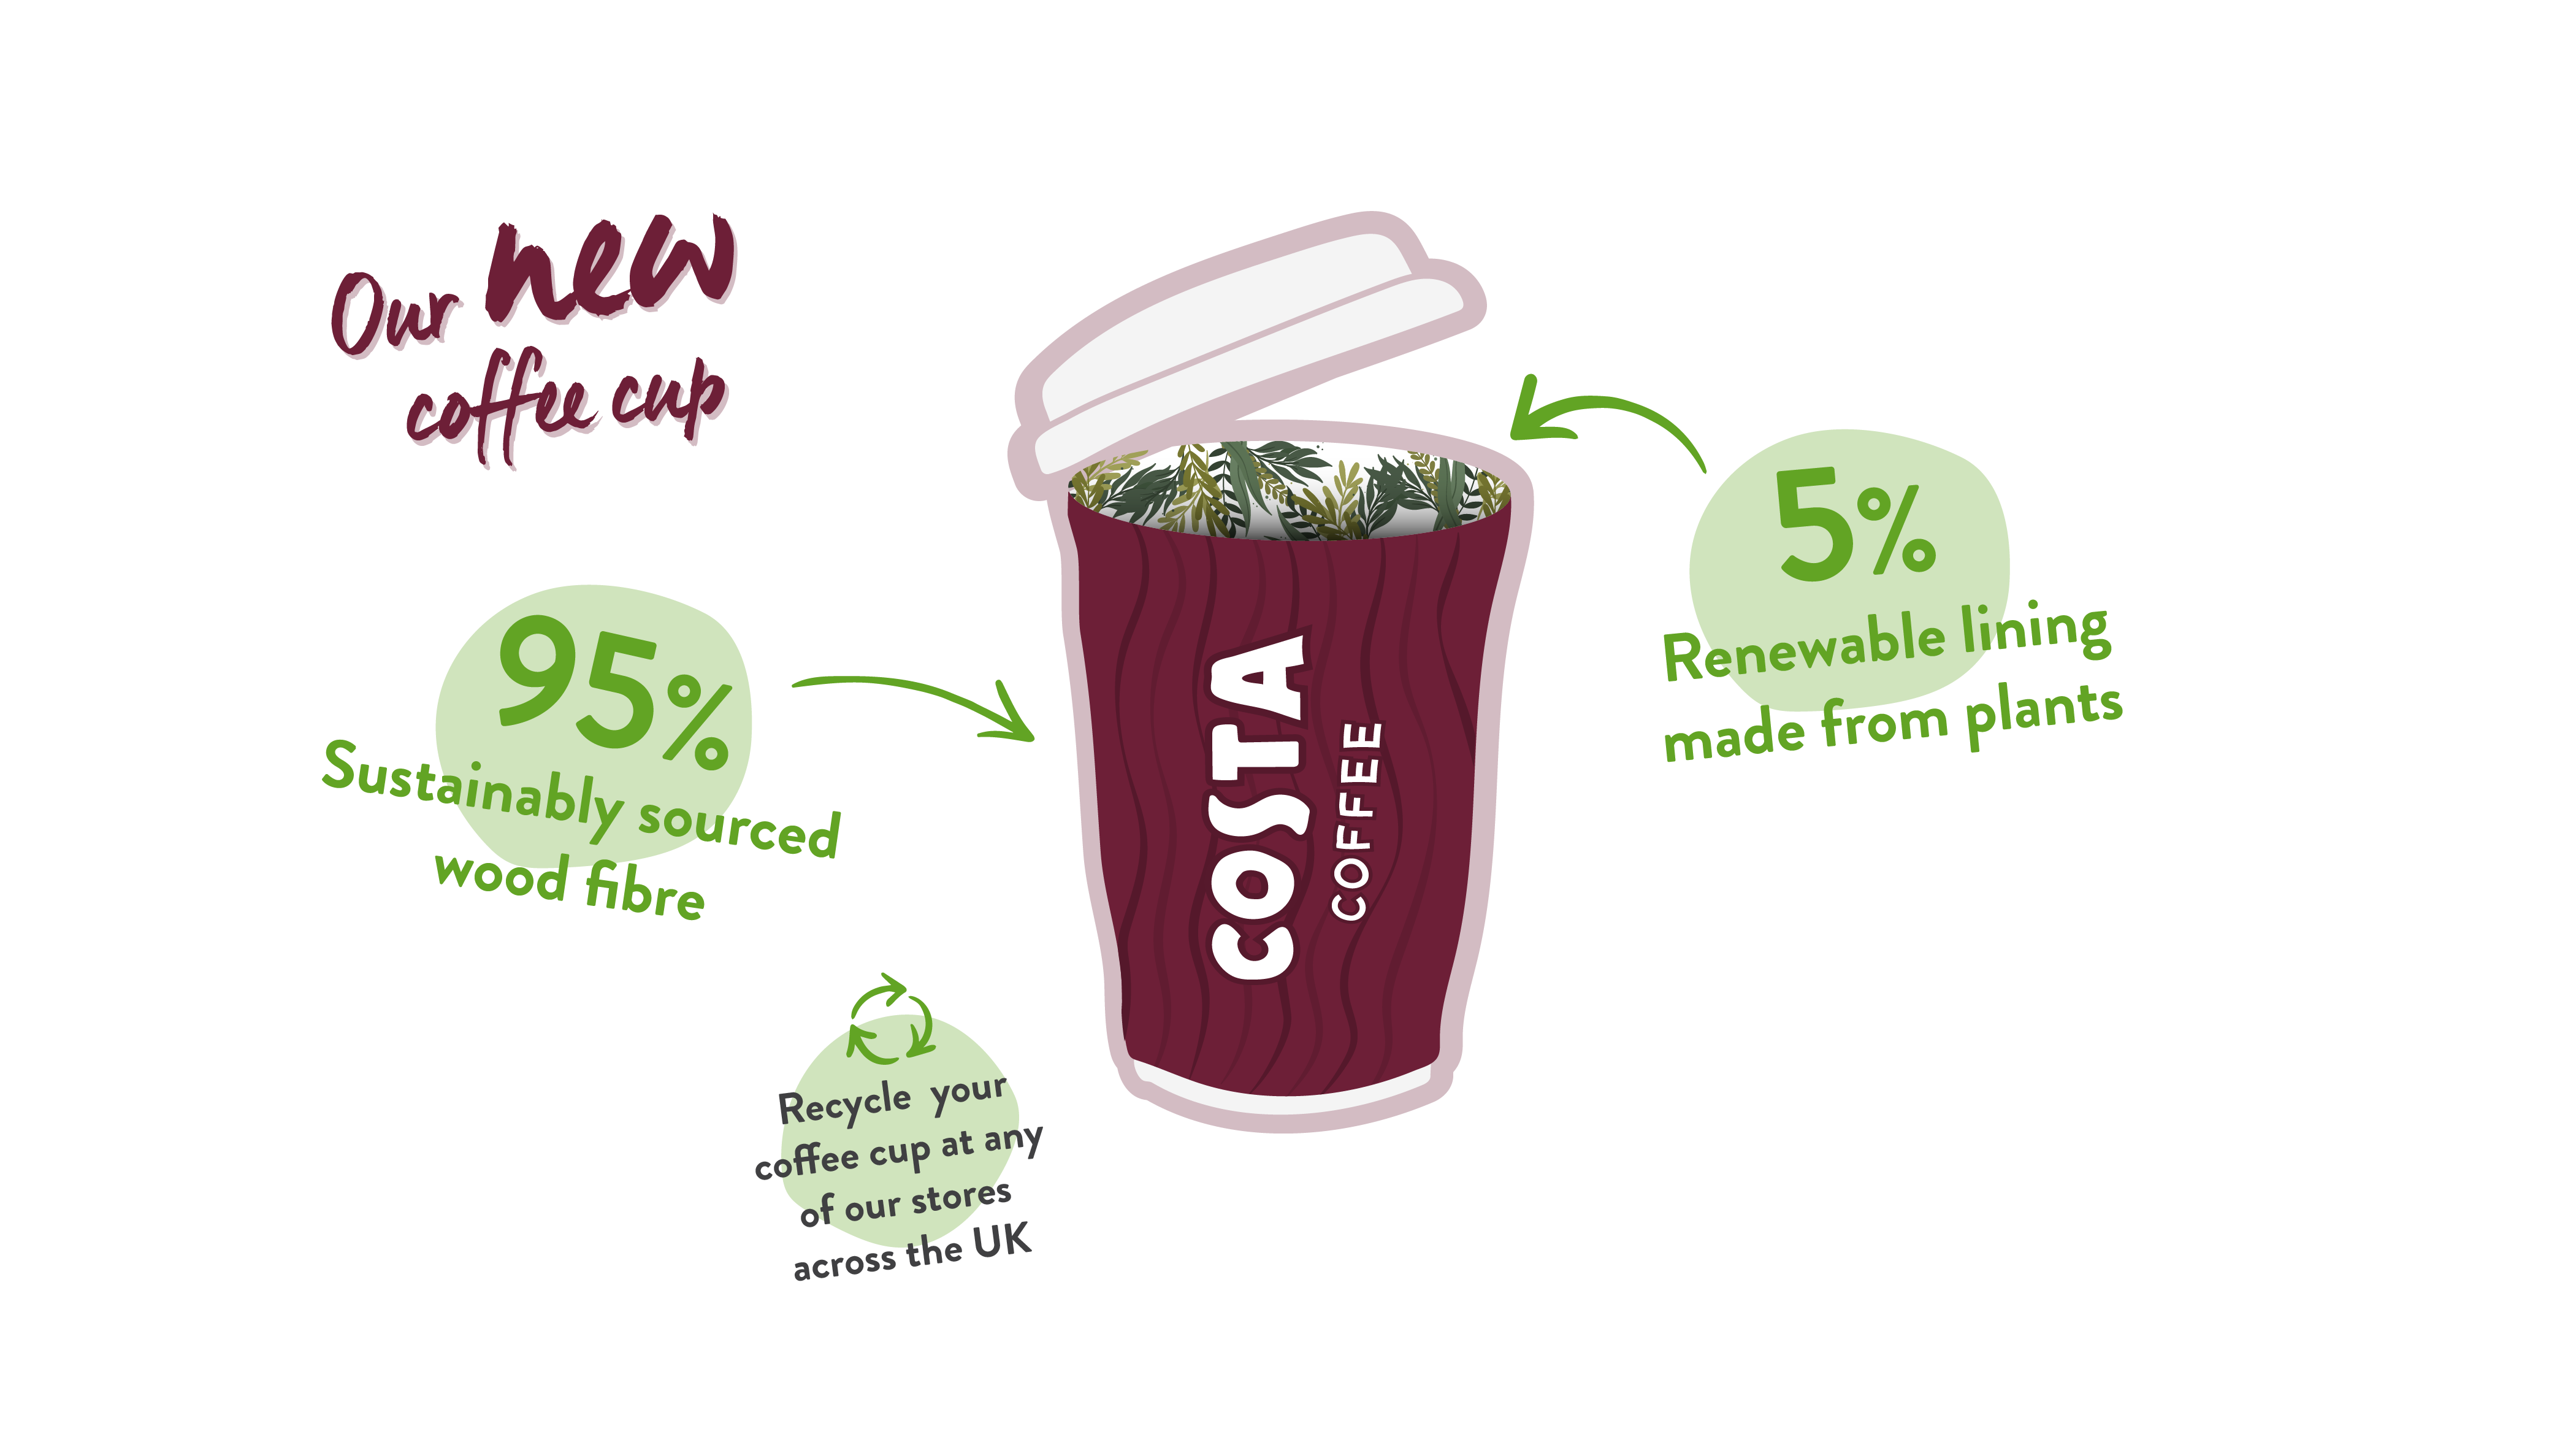 Our new
coffee cup
95%
Sustainably sourced
wood fibre
COSTA
COFFEE
5%
Renewable lining
made from plants
Recycle your
coffee cup at any
of our stores
across the UK